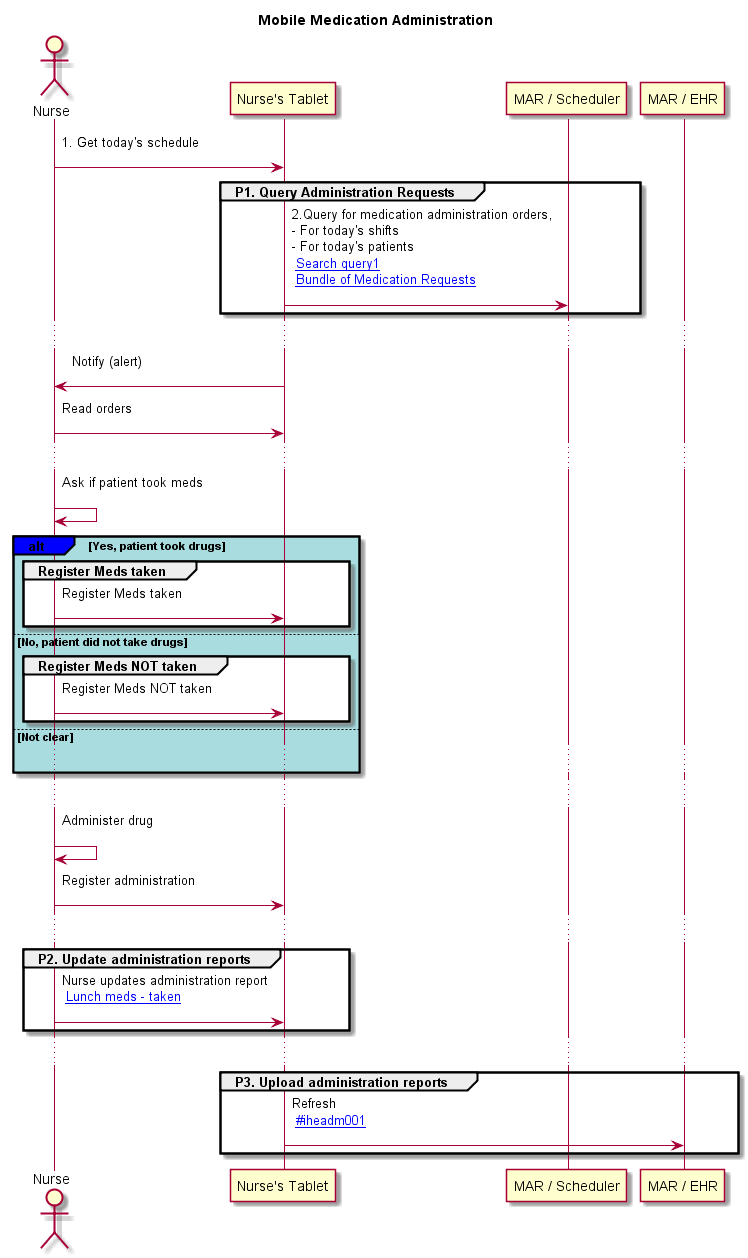 Mobile Medication Administration
Nurse
Nurse's Tablet
MAR / Scheduler
MAR / EHR
1. Get today's schedule
P1. Query Administration Requests
2.Query for medication administration orders,
- For today's shifts
- For today's patients
Search query1
Bundle of Medication Requests
Notify (alert)
Read orders
Ask if patient took meds
alt [Yes, patient took drugs]
Register Meds taken
Register Meds taken
[No, patient did not take drugs]
Register Meds NOT taken
Register Meds NOT taken
[Not clear]
Administer drug
Register administration
P2. Update administration reports
Nurse updates administration report
Lunch meds - taken
P3. Upload administration reports
Refresh
#iheadm001
Nurse
Nurse's Tablet
MAR / Scheduler
MAR / EHR